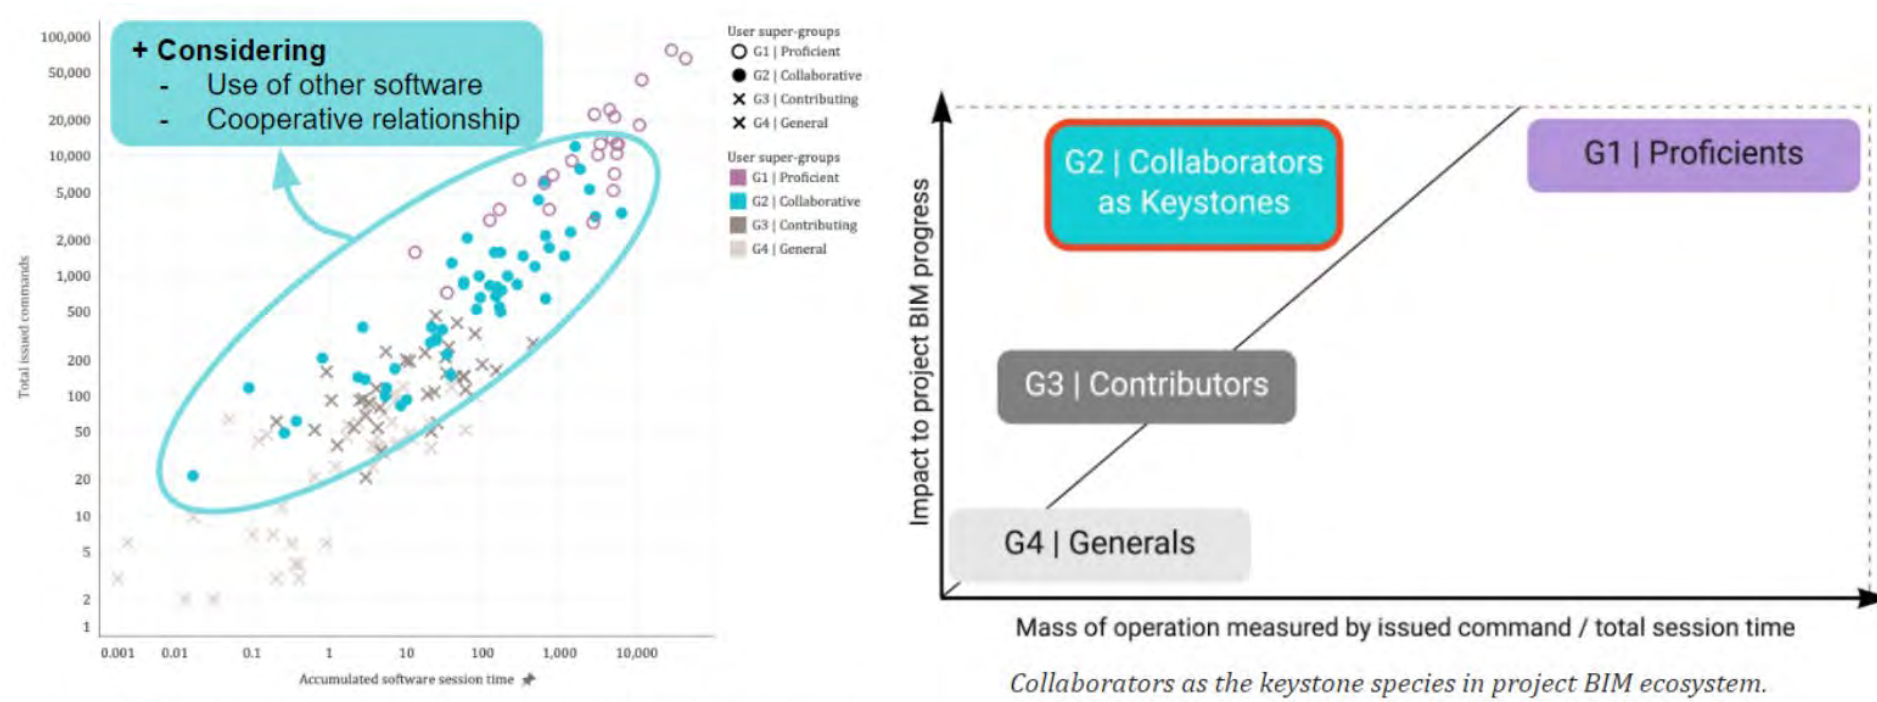 + Considering
- Use of other software
- Cooperative relationship
Total issued commands
100,000
50,000
20,000
10,000
5,000
2,000
1,000
500
200
100
50
20
10
5
2
1
0.001 0.01 0.1 1 10 100 1,000 10,000
Accumulated software session time
User super-groups
G1 | Proficient
G2 | Collaborative
G3 | Contributing
G4 | General
User super-groups
G1 | Proficient
G2 | Collaborative
G3 | Contributing
G4 | General
Impact to project BIM progress
G2 | Collaborators
as Keystones
G1 | Proficients
G3 | Contributors
G4 | Generals
Mass of operation measured by issued command / total session time
Collaborators as the keystone species in project BIM ecosystem.